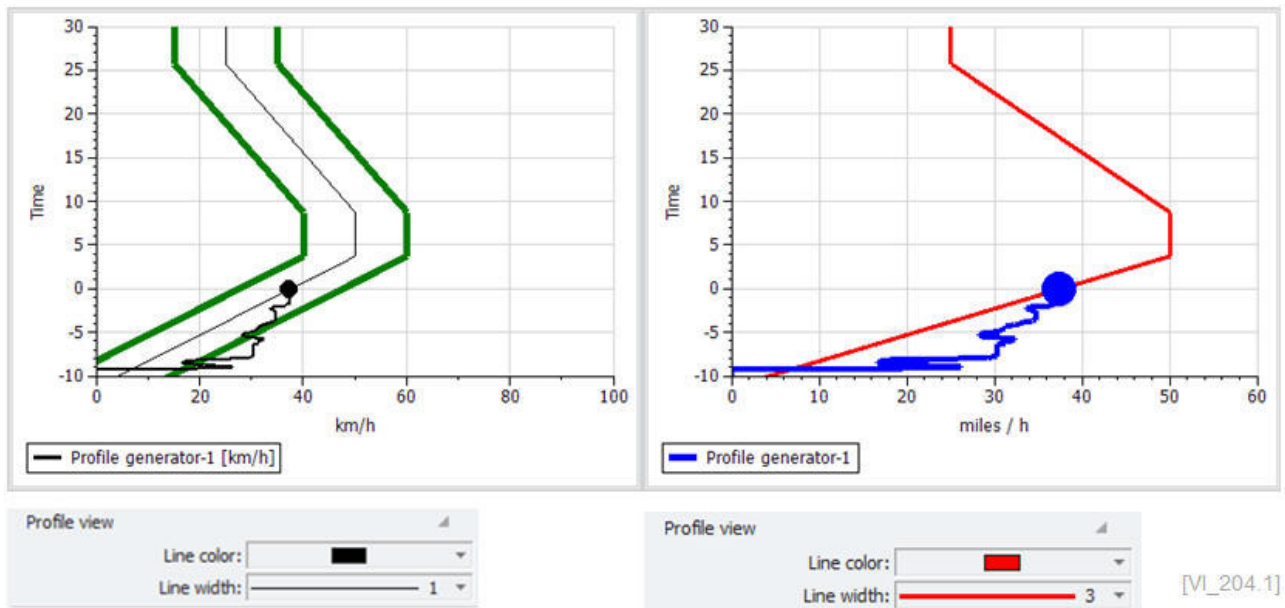 30
25
20
15
10
5
0
-5
-10
Time
0
20
40
60
80
100
km/h
Profile generator-1 [km/h]
30
25
20
15
10
5
0
-5
-10
Time
0
10
20
30
40
50
60
miles / h
Profile generator-1
Profile view
Line color:
Line width: 1
Profile view
Line color:
Line width: 3
[VI_204.1]